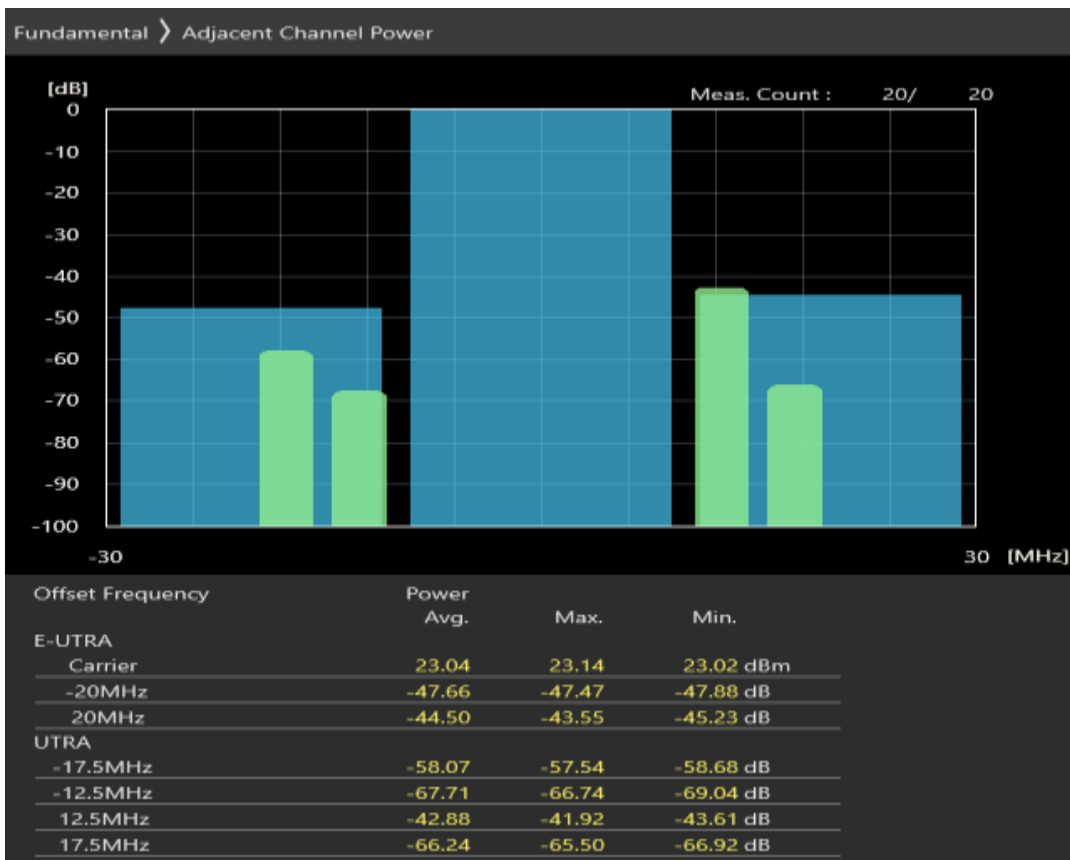 Fundamental 〉 Adjacent Channel Power
[dB]
Meas. Count : 20/ 20
0
-10
-20
-30
-40
-50
-60
-70
-80
-90
-100
-30 30 [MHz]
Offset Frequency Power
Avg. Max. Min.
E-UTRA
Carrier 23.04 23.14 23.02 dBm
-20MHz -47.66 -47.47 -47.88 dB
20MHz -44.50 -43.55 -45.23 dB
UTRA
-17.5MHz -58.07 -57.54 -58.68 dB
-12.5MHz -67.71 -66.74 -69.04 dB
12.5MHz -42.88 -41.92 -43.61 dB
17.5MHz -66.24 -65.50 -66.92 dB